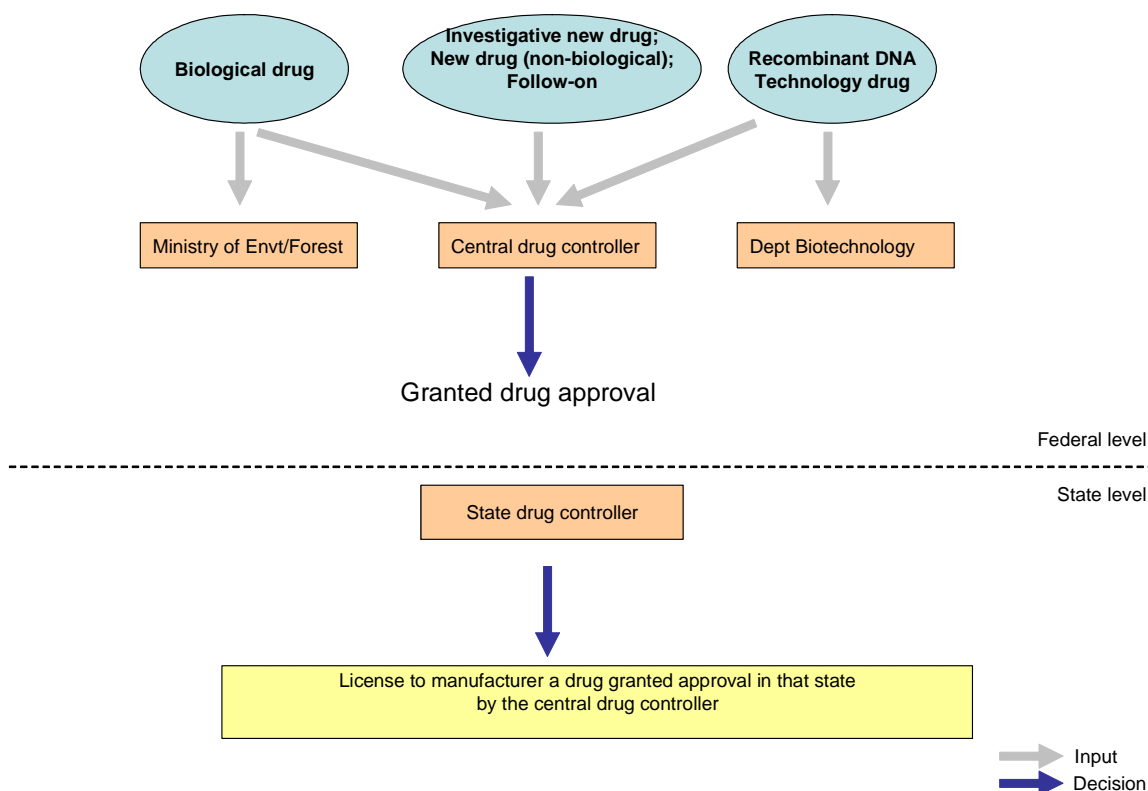 Biological drug
Investigative new drug;
New drug (non-biological);
Follow-on
Recombinant DNA
Technology drug
Ministry of Envt/Forest
Central drug controller
Dept Biotechnology
Granted drug approval
Federal level
State level
State drug controller
License to manufacturer a drug granted approval in that state
by the central drug controller
Input
Decision